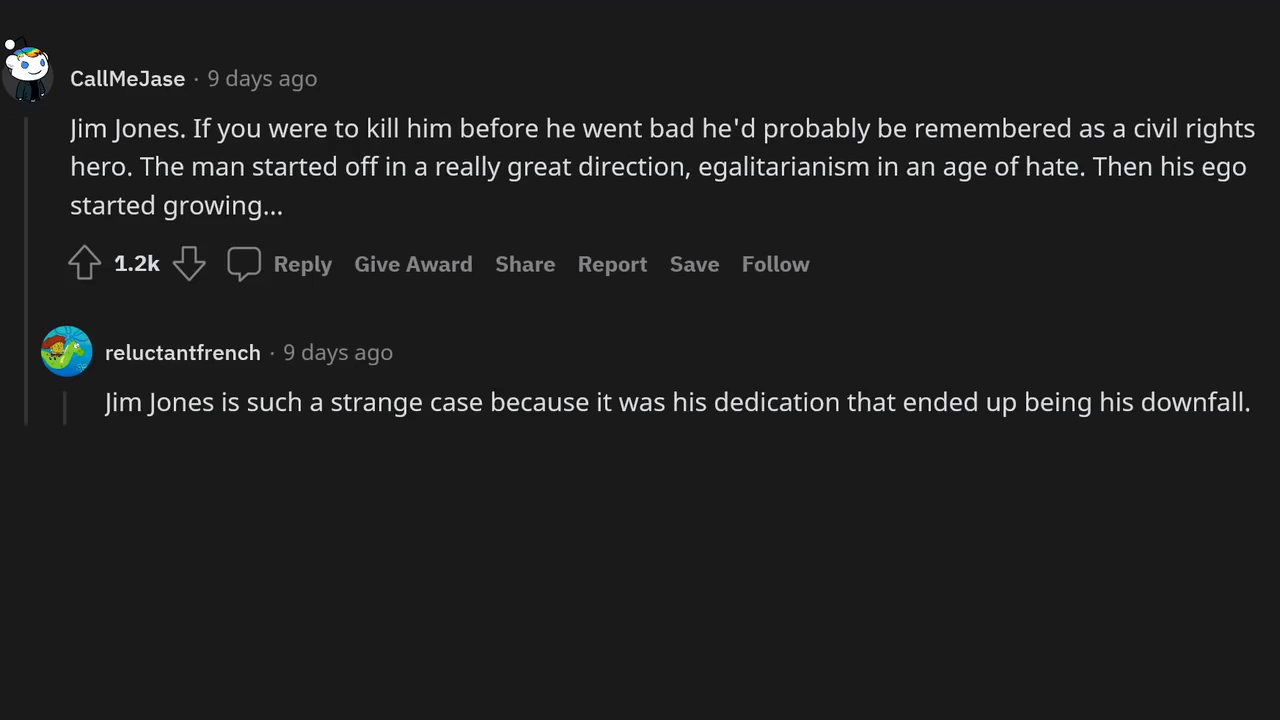 CallMeJase · 9 days ago
Jim Jones. If you were to kill him before he went bad he'd probably be remembered as a civil rights
hero. The man started off in a really great direction, egalitarianism in an age of hate. Then his ego
started growing...
1.2k Reply Give Award Share Report Save Follow
reluctantfrench · 9 days ago
Jim Jones is such a strange case because it was his dedication that ended up being his downfall.